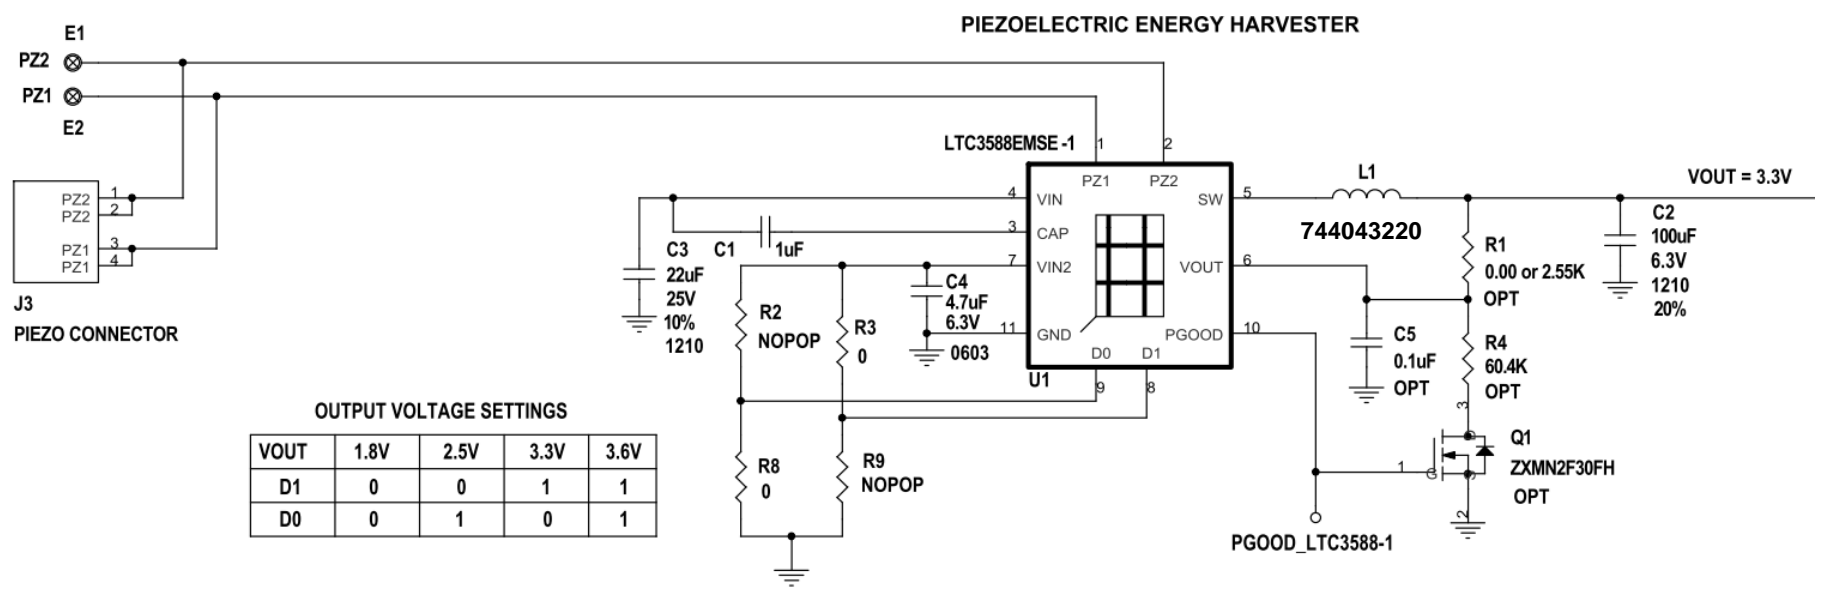 PIEZOELECTRIC ENERGY HARVESTER
E1
PZ2
PZ1
E2
PZ2 1
PZ2 2
PZ1 3
PZ1 4
J3
PIEZO CONNECTOR
LTC3588EMSE-1
1
2
PZ1 PZ2
4 VIN
3 CAP
7 VIN2
11 GND
SW 5
VOUT 6
PGOOD 10
D0 D1
9 8
U1
C3
22uF
25V
10%
1210
C1 1uF
R2
NOPOP
R3
0
C4
4.7uF
6.3V
0603
R8
0
R9
NOPOP
L1
744043220
VOUT = 3.3V
R1
0.00 or 2.55K
OPT
C2
100uF
6.3V
1210
20%
C5
0.1uF
OPT
R4
60.4K
OPT
3
D
1
G
S
2
Q1
ZXMN2F30FH
OPT
PGOOD_LTC3588-1
OUTPUT VOLTAGE SETTINGS
VOUT 1.8V 2.5V 3.3V 3.6V
D1 0 0 1 1
D0 0 1 0 1